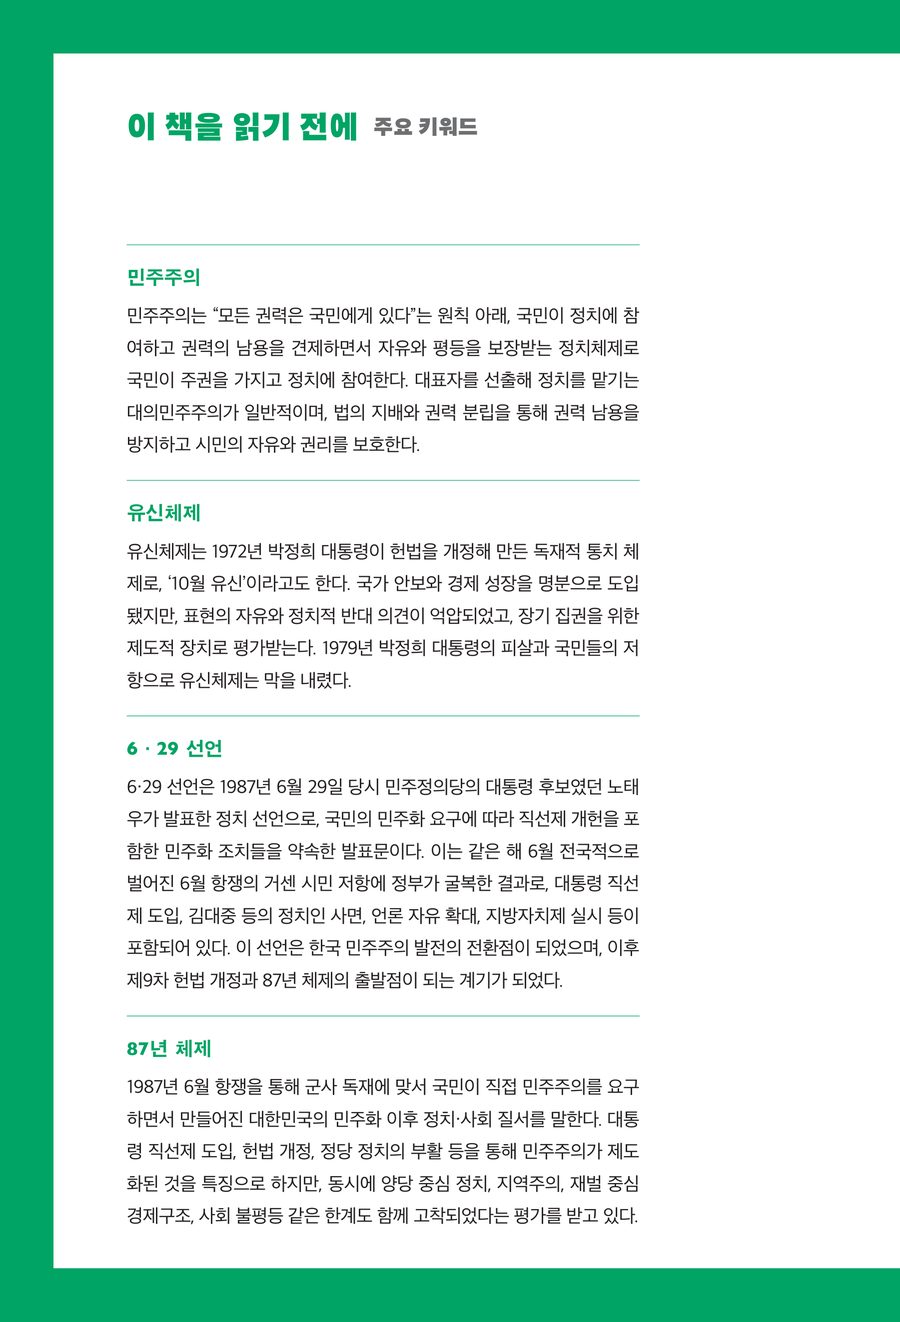 이 책을 읽기 전에 주요 키워드
민주주의
민주주의는 “모든 권력은 국민에게 있다”는 원칙 아래, 국민이 정치에 참
여하고 권력의 남용을 견제하면서 자유와 평등을 보장받는 정치체제로
국민이 주권을 가지고 정치에 참여한다. 대표자를 선출해 정치를 맡기는
대의민주주의가 일반적이며, 법의 지배와 권력 분립을 통해 권력 남용을
방지하고 시민의 자유와 권리를 보호한다.
유신체제
유신체제는 1972년 박정희 대통령이 헌법을 개정해 만든 독재적 통치 체
제로, ‘10월 유신’이라고도 한다. 국가 안보와 경제 성장을 명분으로 도입
됐지만, 표현의 자유와 정치적 반대 의견이 억압되었고, 장기 집권을 위한
제도적 장치로 평가받는다. 1979년 박정희 대통령의 피살과 국민들의 저
항으로 유신체제는 막을 내렸다.
6 · 29 선언
6·29 선언은 1987년 6월 29일 당시 민주정의당의 대통령 후보였던 노태
우가 발표한 정치 선언으로, 국민의 민주화 요구에 따라 직선제 개헌을 포
함한 민주화 조치들을 약속한 발표문이다. 이는 같은 해 6월 전국적으로
벌어진 6월 항쟁의 거센 시민 저항에 정부가 굴복한 결과로, 대통령 직선
제 도입, 김대중 등의 정치인 사면, 언론 자유 확대, 지방자치제 실시 등이
포함되어 있다. 이 선언은 한국 민주주의 발전의 전환점이 되었으며, 이후
제9차 헌법 개정과 87년 체제의 출발점이 되는 계기가 되었다.
87년 체제
1987년 6월 항쟁을 통해 군사 독재에 맞서 국민이 직접 민주주의를 요구
하면서 만들어진 대한민국의 민주화 이후 정치·사회 질서를 말한다. 대통
령 직선제 도입, 헌법 개정, 정당 정치의 부활 등을 통해 민주주의가 제도
화된 것을 특징으로 하지만, 동시에 양당 중심 정치, 지역주의, 재벌 중심
경제구조, 사회 불평등 같은 한계도 함께 고착되었다는 평가를 받고 있다.